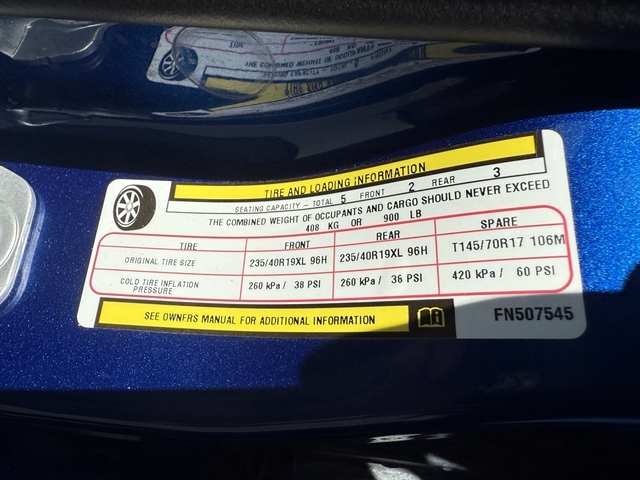 TIRE AND LOADING INFORMATION
SEATING CAPACITY - TOTAL 5 FRONT 2 REAR 3
THE COMBINED WEIGHT OF OCCUPANTS AND CARGO SHOULD NEVER EXCEED
408 KG OR 900 LB
TIRE FRONT REAR SPARE
ORIGINAL TIRE SIZE 235/40R19XL 96H 235/40R19XL 96H T145/70R17 106M
COLD TIRE INFLATION PRESSURE 260 kPa / 38 PSI 260 kPa / 38 PSI 420 kPa / 60 PSI
SEE OWNERS MANUAL FOR ADDITIONAL INFORMATION
FN507545